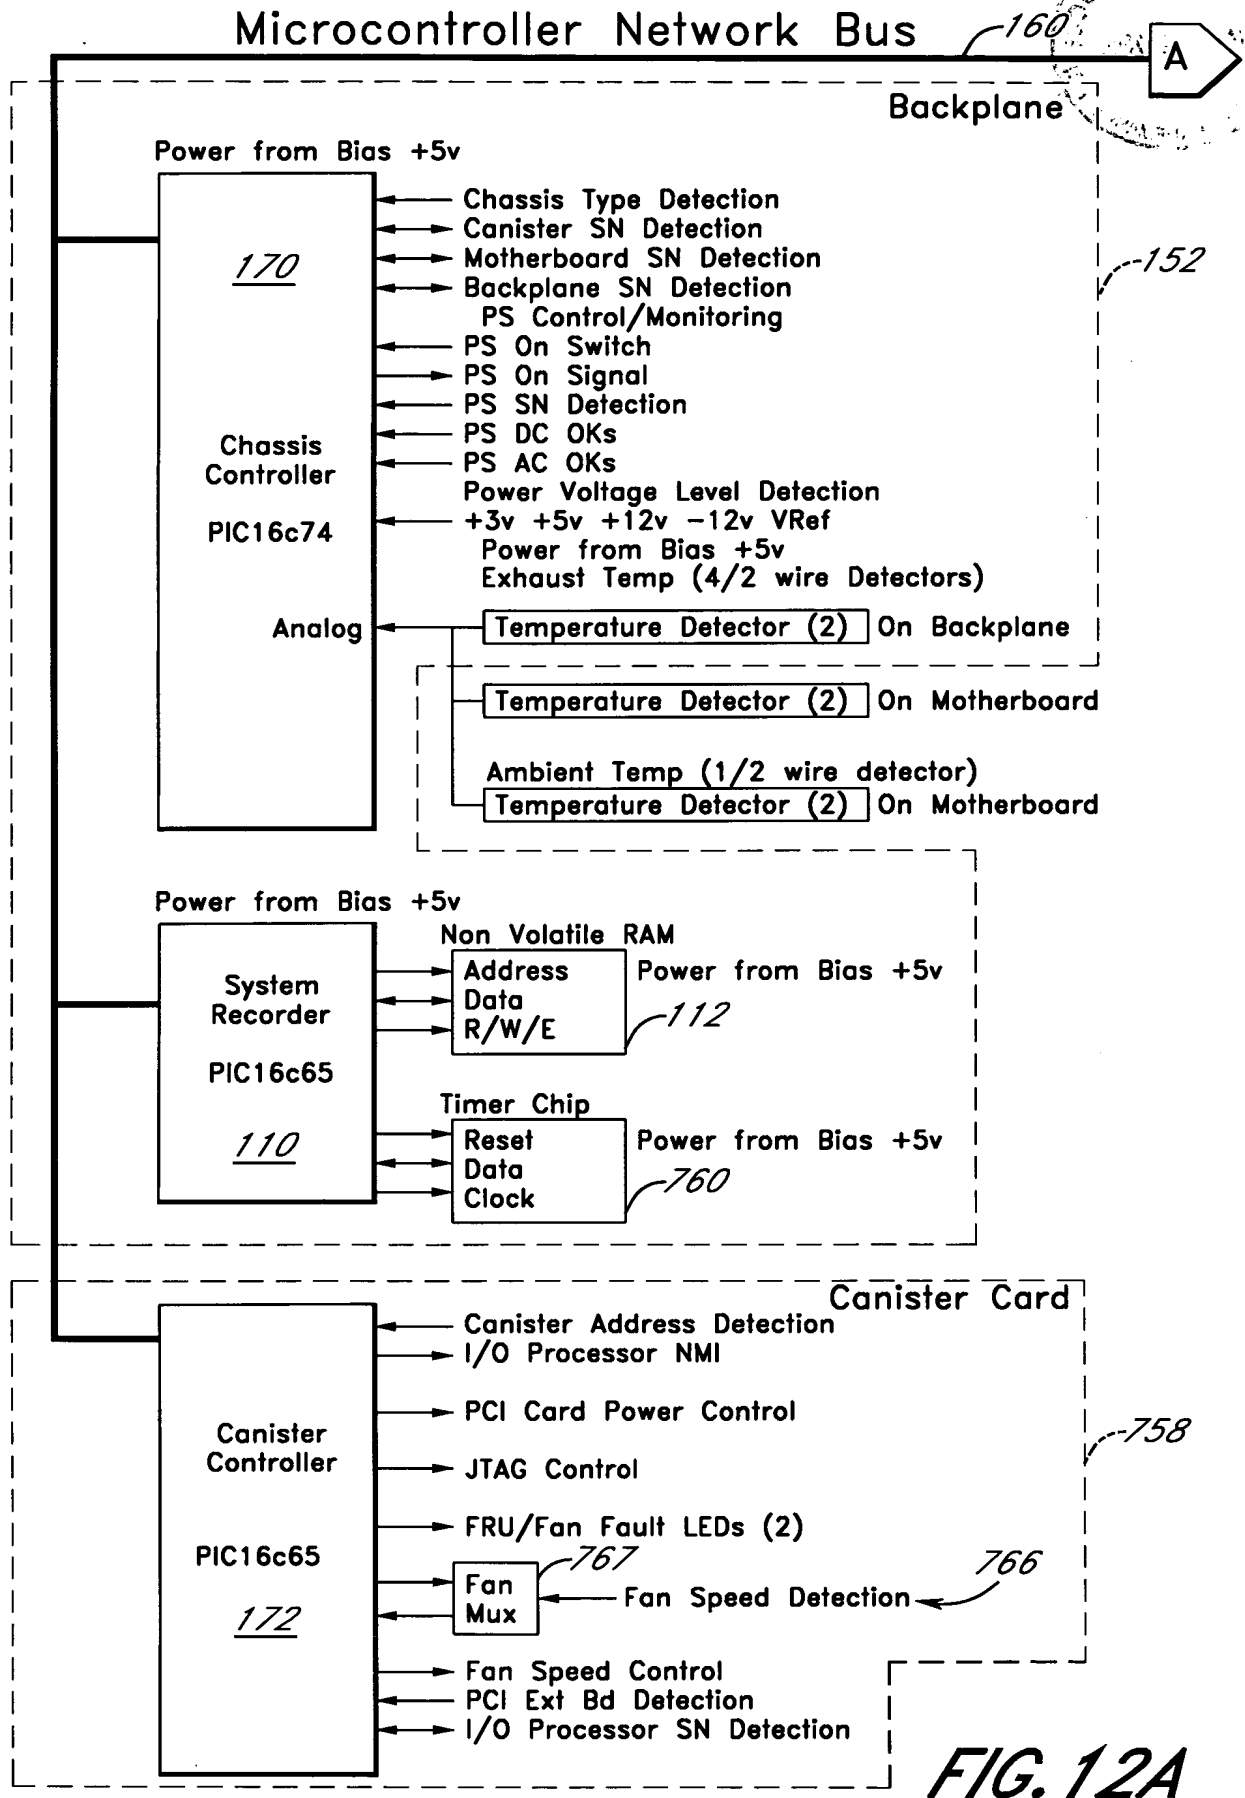 Microcontroller Network Bus
160
A
Backplane
Power from Bias +5v
170
Chassis
Controller
PIC16c74
Analog
Chassis Type Detection
Canister SN Detection
Motherboard SN Detection
Backplane SN Detection
PS Control/Monitoring
PS On Switch
PS On Signal
PS SN Detection
PS DC OKs
PS AC OKs
Power Voltage Level Detection
+3v +5v +12v -12v VRef
Power from Bias +5v
Exhaust Temp (4/2 wire Detectors)
Temperature Detector (2) On Backplane
Temperature Detector (2) On Motherboard
Ambient Temp (1/2 wire detector)
Temperature Detector (2) On Motherboard
152
Power from Bias +5v
System
Recorder
PIC16c65
110
Non Volatile RAM
Address
Data
R/W/E
Power from Bias +5v
112
Timer Chip
Reset
Data
Clock
Power from Bias +5v
760
Canister Card
Canister
Controller
PIC16c65
172
Canister Address Detection
I/O Processor NMI
PCI Card Power Control
JTAG Control
FRU/Fan Fault LEDs (2)
767
Fan
Mux
Fan Speed Detection
766
Fan Speed Control
PCI Ext Bd Detection
I/O Processor SN Detection
758
FIG. 12A